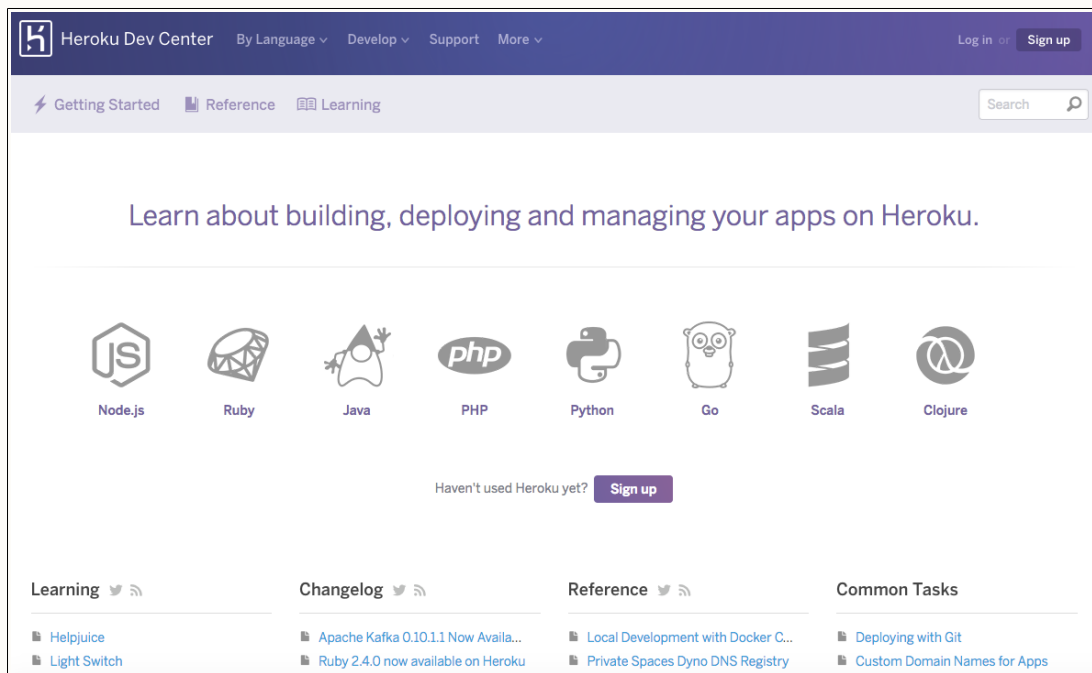 Heroku Dev Center By Language Develop Support More Log in or Sign up
Getting Started Reference Learning Search
Learn about building, deploying and managing your apps on Heroku.
JS php
Node.js Ruby Java PHP Python Go Scala Clojure
Haven't used Heroku yet? Sign up
Learning Changelog Reference Common Tasks
Helpjuice Apache Kafka 0.10.1.1 Now Availa... Local Development with Docker C... Deploying with Git
Light Switch Ruby 2.4.0 now available on Heroku Private Spaces Dyno DNS Registry Custom Domain Names for Apps